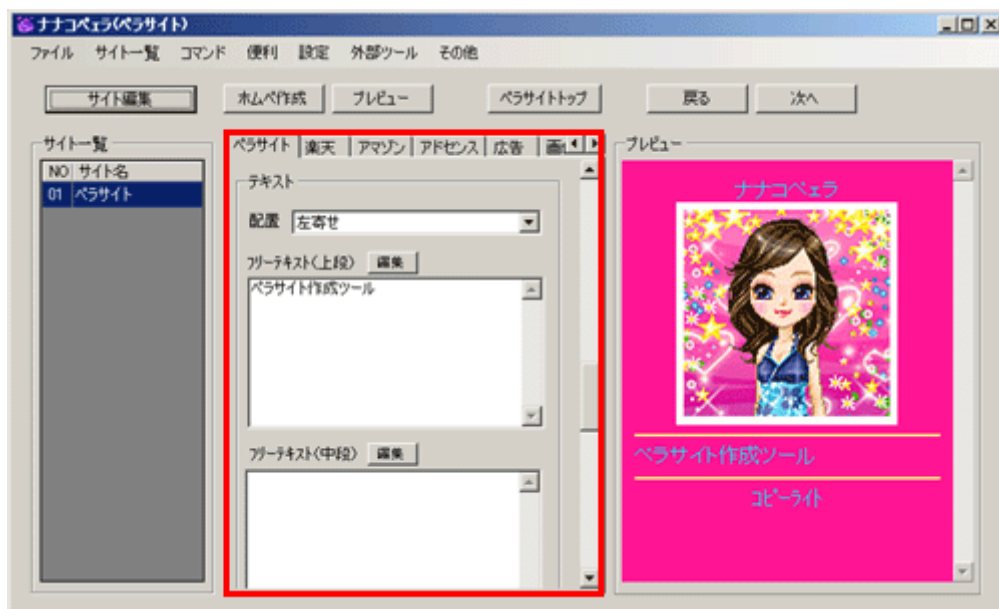 ナナコペェラ(ペラサイト)
ファイル サイト一覧 コマンド 便利 設定 外部ツール その他
サイト編集 ホムペ作成 プレビュー ペラサイトトップ 戻る 次へ
サイト一覧
NO サイト名
01 ペラサイト
ペラサイト 楽天 アマゾン アドセンス 広告
テキスト
配置 左寄せ
フリーテキスト(上段) 編集
ペラサイト作成ツール
フリーテキスト(中段) 編集
プレビュー
ナナコペェラ
ペラサイト作成ツール
コピーライト